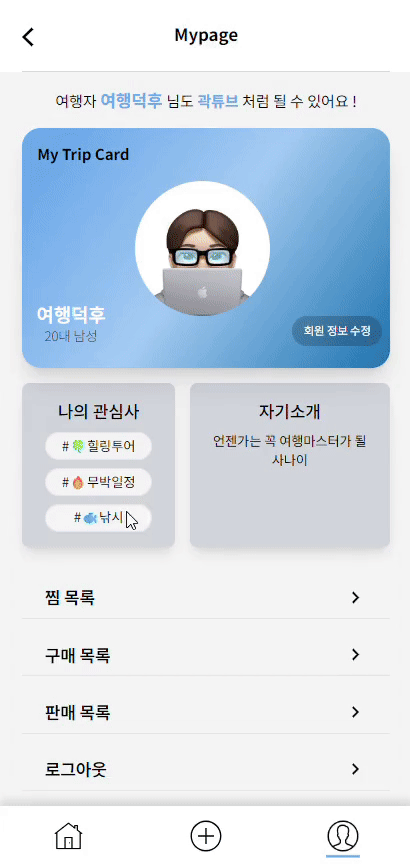 Mypage
여행자 여행덕후 님도 곽튜브 처럼 될 수 있어요 !
My Trip Card
여행덕후
20대 남성
회원 정보 수정
나의 관심사
# 🍀 힐링투어
# 🔥 무박일정
# 🐟 낚시
자기소개
언젠가는 꼭 여행마스터가 될
사나이
찜 목록
구매 목록
판매 목록
로그아웃